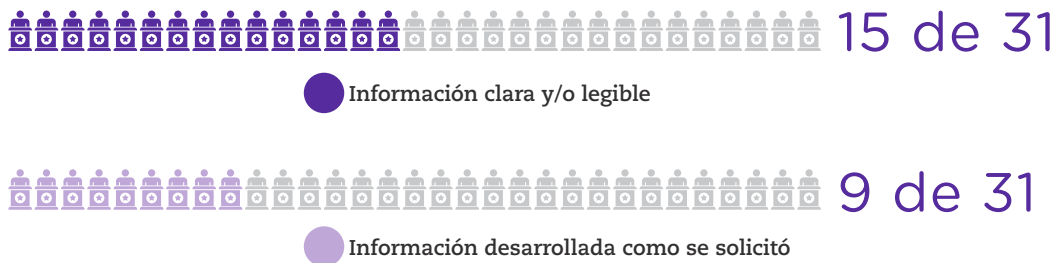 15 de 31
Información clara y/o legible
9 de 31
Información desarrollada como se solicitó